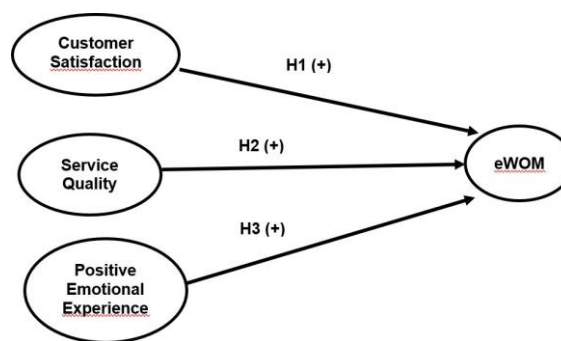 Customer
Satisfaction
H1 (+)
Service
Quality
H2 (+)
eWOM
H3 (+)
Positive
Emotional
Experience